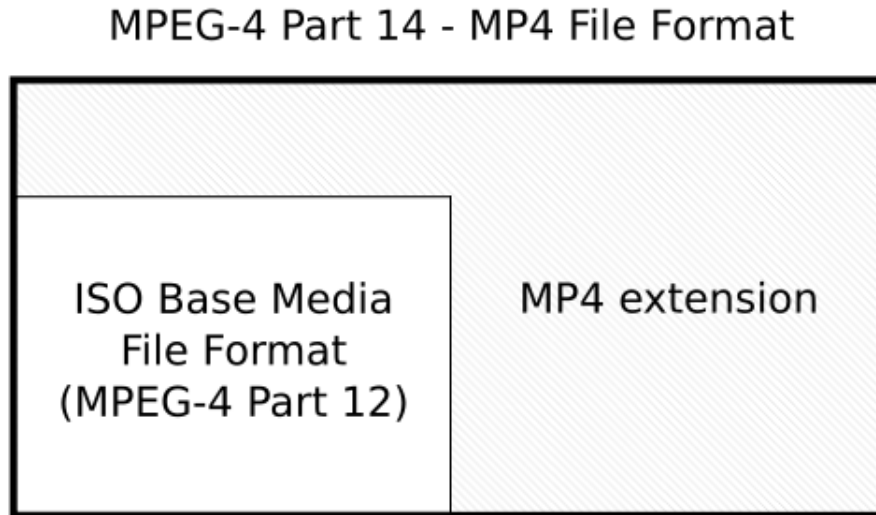 MPEG-4 Part 14 - MP4 File Format
ISO Base Media
File Format
(MPEG-4 Part 12)
MP4 extension